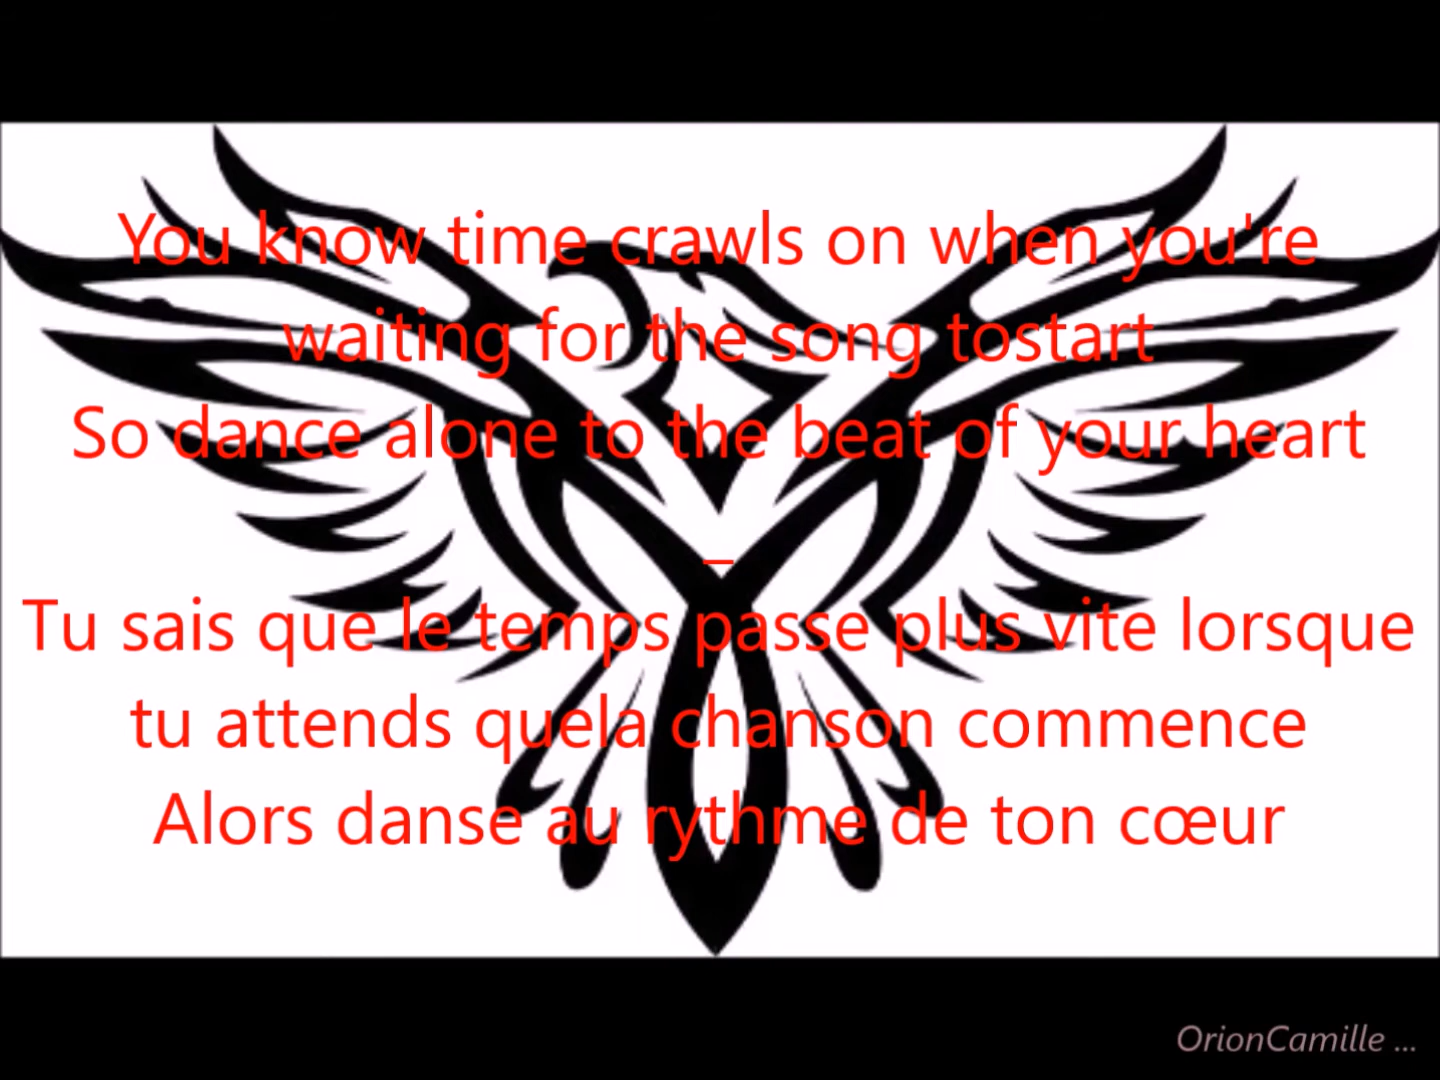 You know time crawls on when you're
waiting for the song tostart
So dance alone to the beat of your heart
_
Tu sais que le temps passe plus vite lorsque
tu attends quela chanson commence
Alors danse au rythme de ton cœur
OrionCamille ...